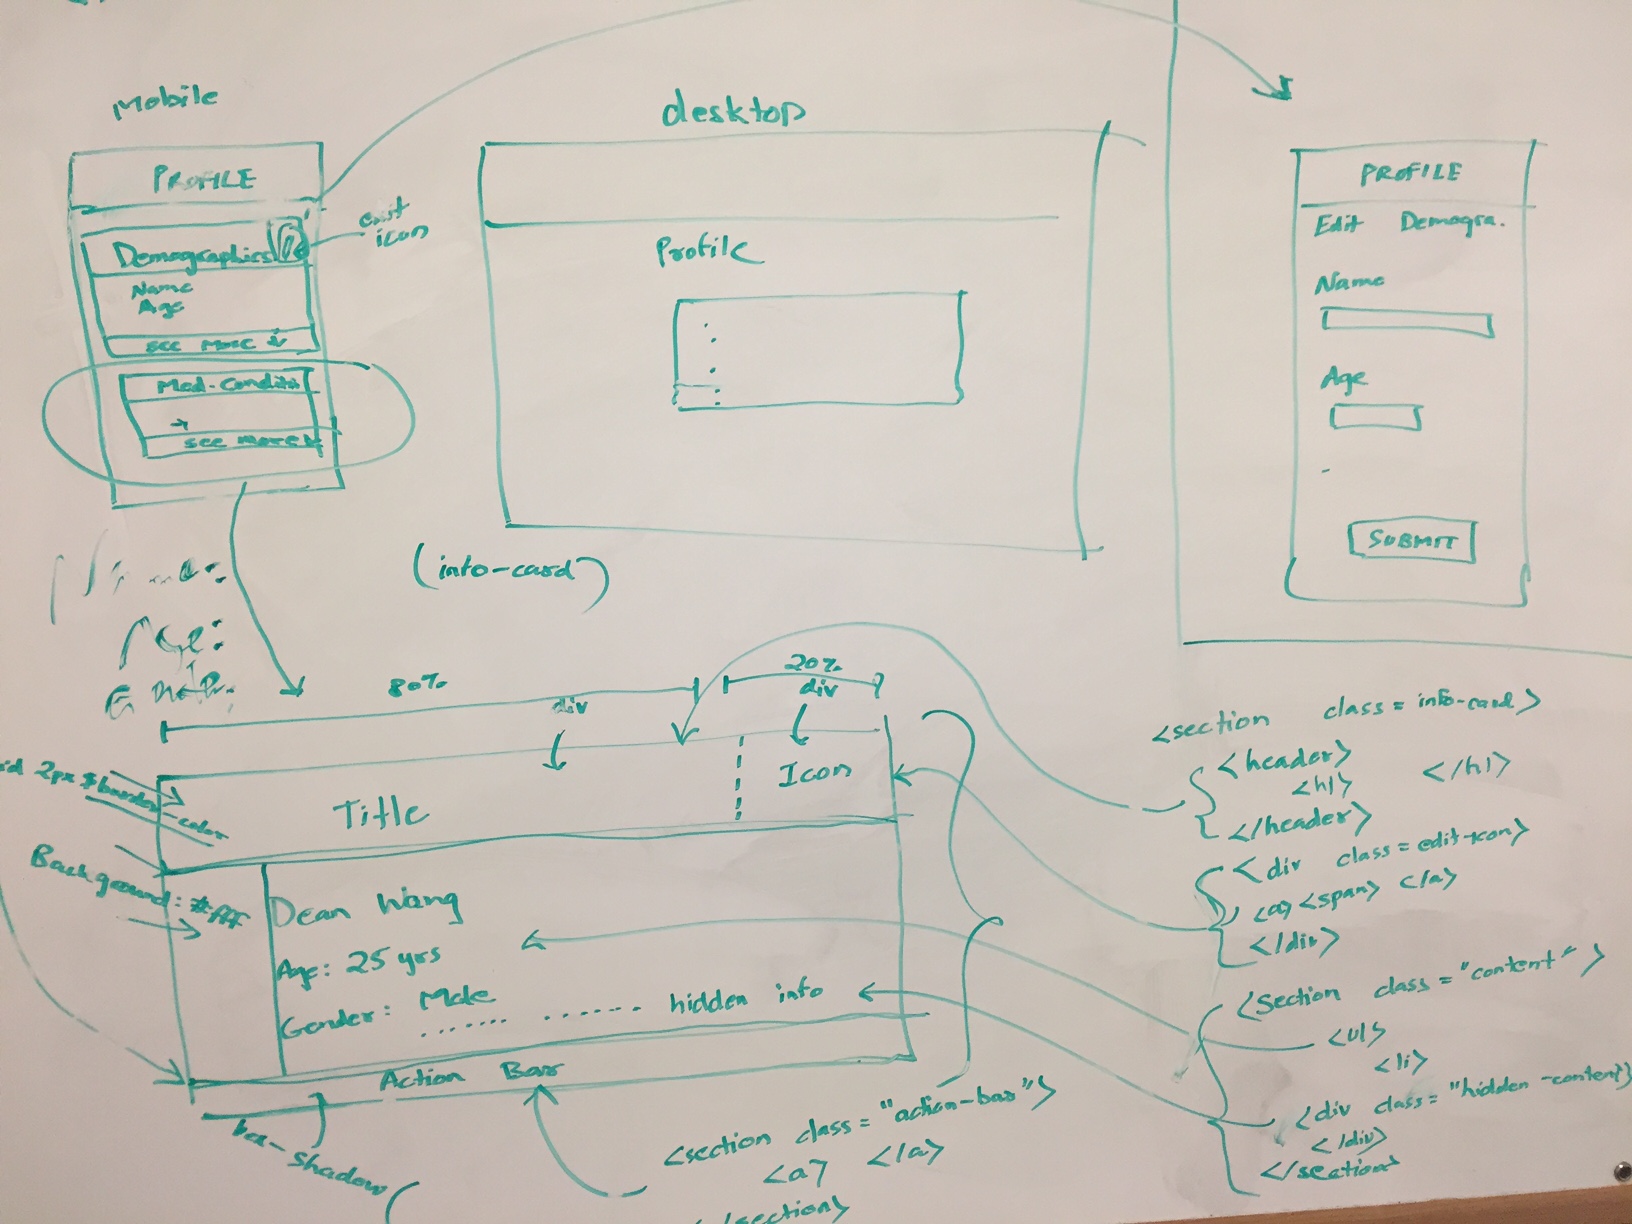 Mobile
PROFILE
Demographics
icon
Name
Age
see more
Med-Conditi
see more
desktop
Profile
PROFILE
Edit Demogra.
Name
Age
SUBMIT
(info-card)
Age:
80%
div
20%
div
2px $border
-color
Background: #fff
Title
Icon
Dean Wang
Age: 25 yrs
Gender: Male
....... ....... hidden info
Action Bar
box-shadow
<section class="action-bar">
<a> </a>
/section>
<section class=info-card>
<header>
<h1> </h1>
</header>
<div class=edit-icon>
<a> <span> </a>
</div>
<Section class="content">
<ul>
<li>
<div class="hidden-content}
</div>
</section>